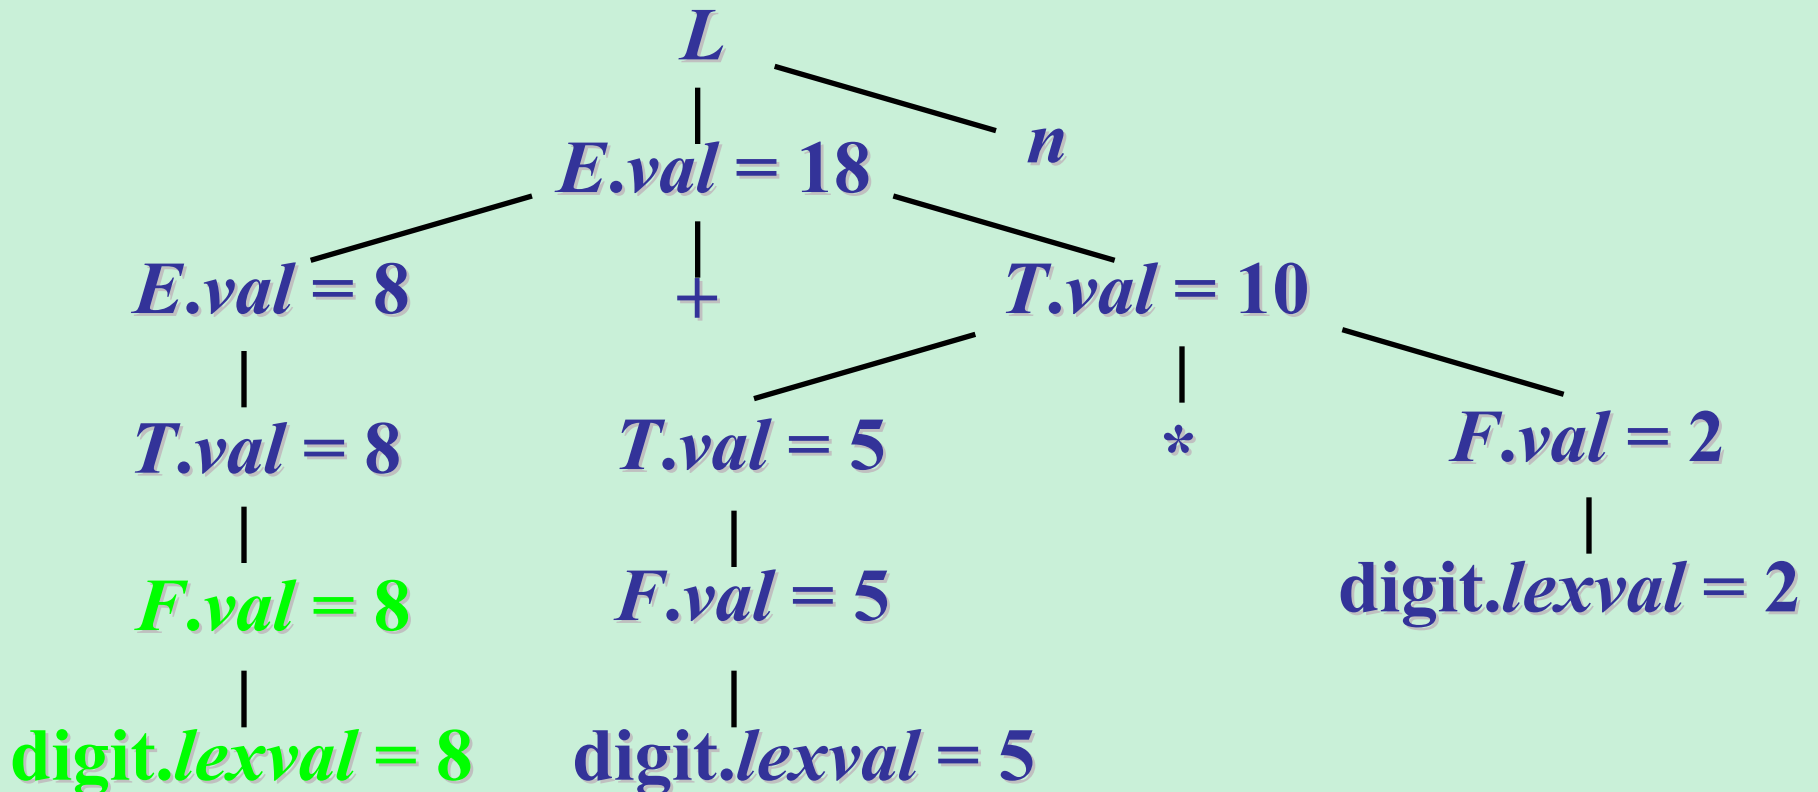 L
n
E.val = 18
E.val = 8 + T.val = 10
T.val = 8 T.val = 5 * F.val = 2
F.val = 8 F.val = 5 digit.lexval = 2
digit.lexval = 8 digit.lexval = 5